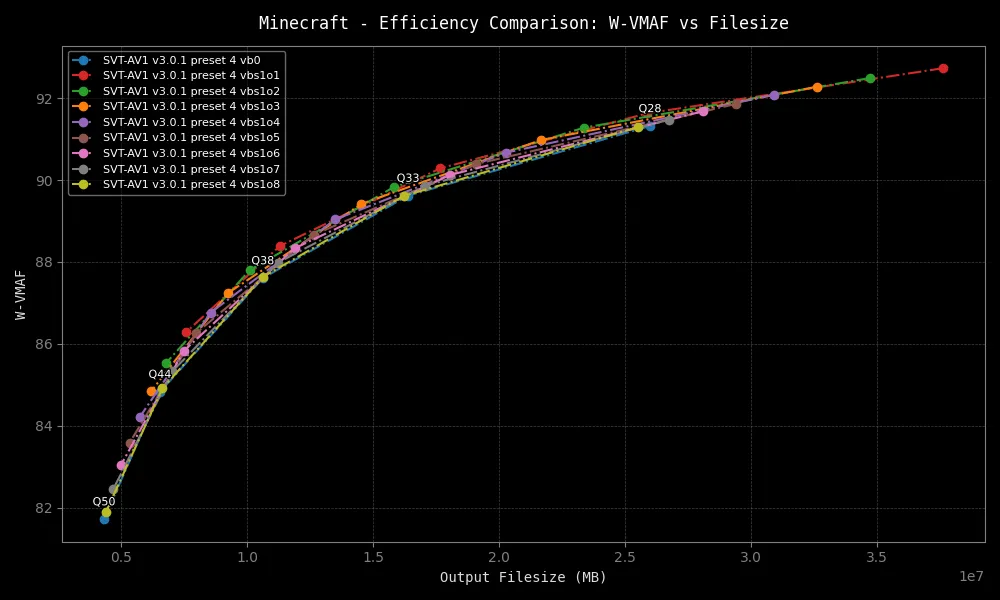 Minecraft - Efficiency Comparison: W-VMAF vs Filesize
SVT-AV1 v3.0.1 preset 4 vb0
SVT-AV1 v3.0.1 preset 4 vbs1o1
SVT-AV1 v3.0.1 preset 4 vbs1o2
SVT-AV1 v3.0.1 preset 4 vbs1o3
SVT-AV1 v3.0.1 preset 4 vbs1o4
SVT-AV1 v3.0.1 preset 4 vbs1o5
SVT-AV1 v3.0.1 preset 4 vbs1o6
SVT-AV1 v3.0.1 preset 4 vbs1o7
SVT-AV1 v3.0.1 preset 4 vbs1o8
92
90
88
86
84
82
W-VMAF
Q28
Q33
Q38
Q44
Q50
0.5 1.0 1.5 2.0 2.5 3.0 3.5
1e7
Output Filesize (MB)